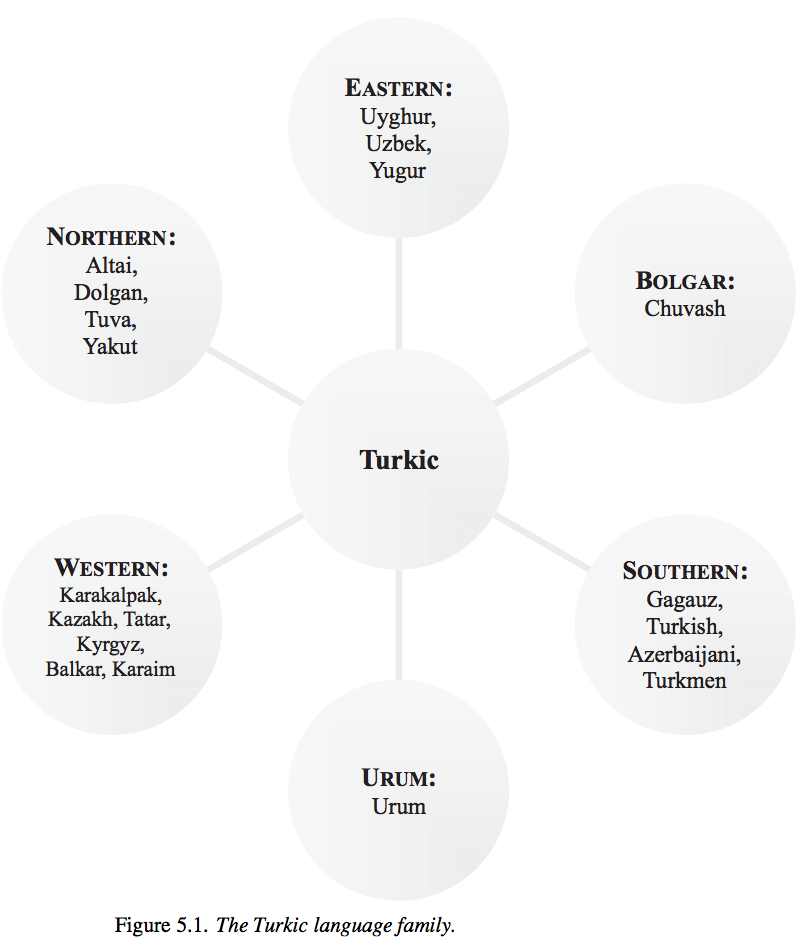 EASTERN:
Uyghur,
Uzbek,
Yugur
NORTHERN:
Altai,
Dolgan,
Tuva,
Yakut
BOLGAR:
Chuvash
Turkic
WESTERN:
Karakalpak,
Kazakh, Tatar,
Kyrgyz,
Balkar, Karaim
SOUTHERN:
Gagauz,
Turkish,
Azerbaijani,
Turkmen
URUM:
Urum
Figure 5.1. The Turkic language family.